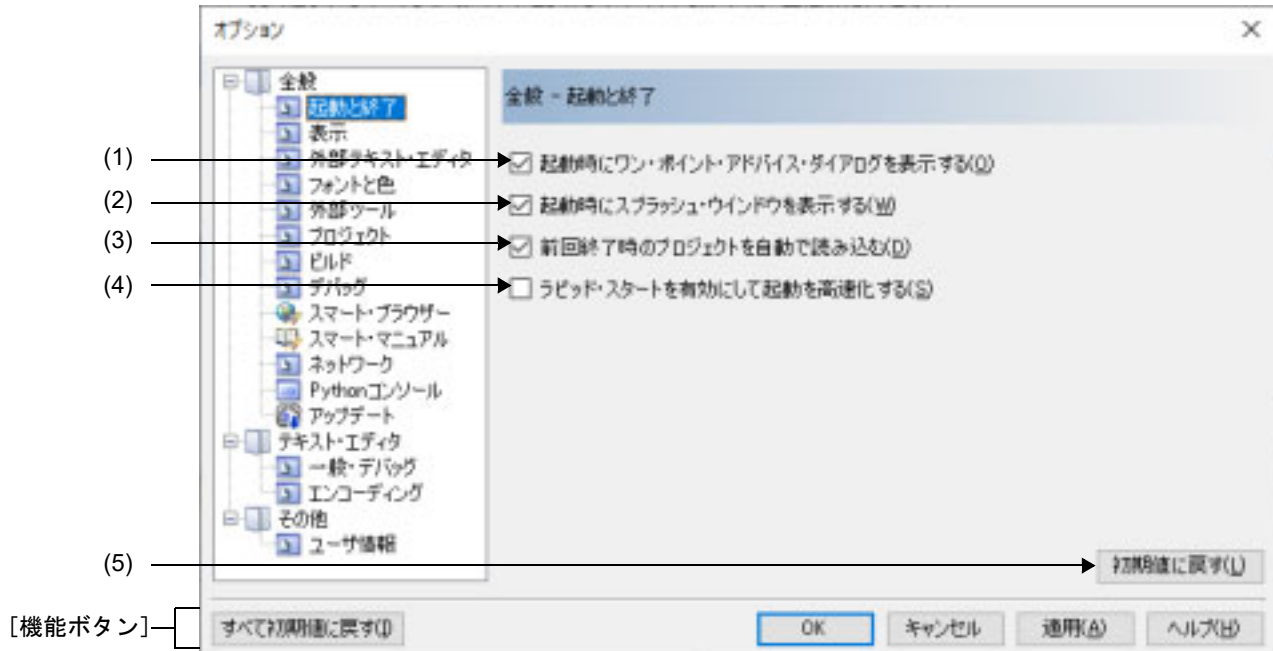 オプション
全般
起動と終了
表示
外部テキスト・エディタ
フォントと色
外部ツール
プロジェクト
ビルド
デバッグ
スマート・ブラウザー
スマート・マニュアル
ネットワーク
Pythonコンソール
アップデート
テキスト・エディタ
一般・デバッグ
エンコーディング
その他
ユーザ情報
全般 - 起動と終了
(1)
起動時にワン・ポイント・アドバイス・ダイアログを表示する(O)
(2)
起動時にスプラッシュ・ウインドウを表示する(W)
(3)
前回終了時のプロジェクトを自動で読み込む(D)
(4)
ラピッド・スタートを有効にして起動を高速化する(S)
(5)
初期値に戻す(L)
[機能ボタン]
すべて初期値に戻す(I)
OK
キャンセル
適用(A)
ヘルプ(H)